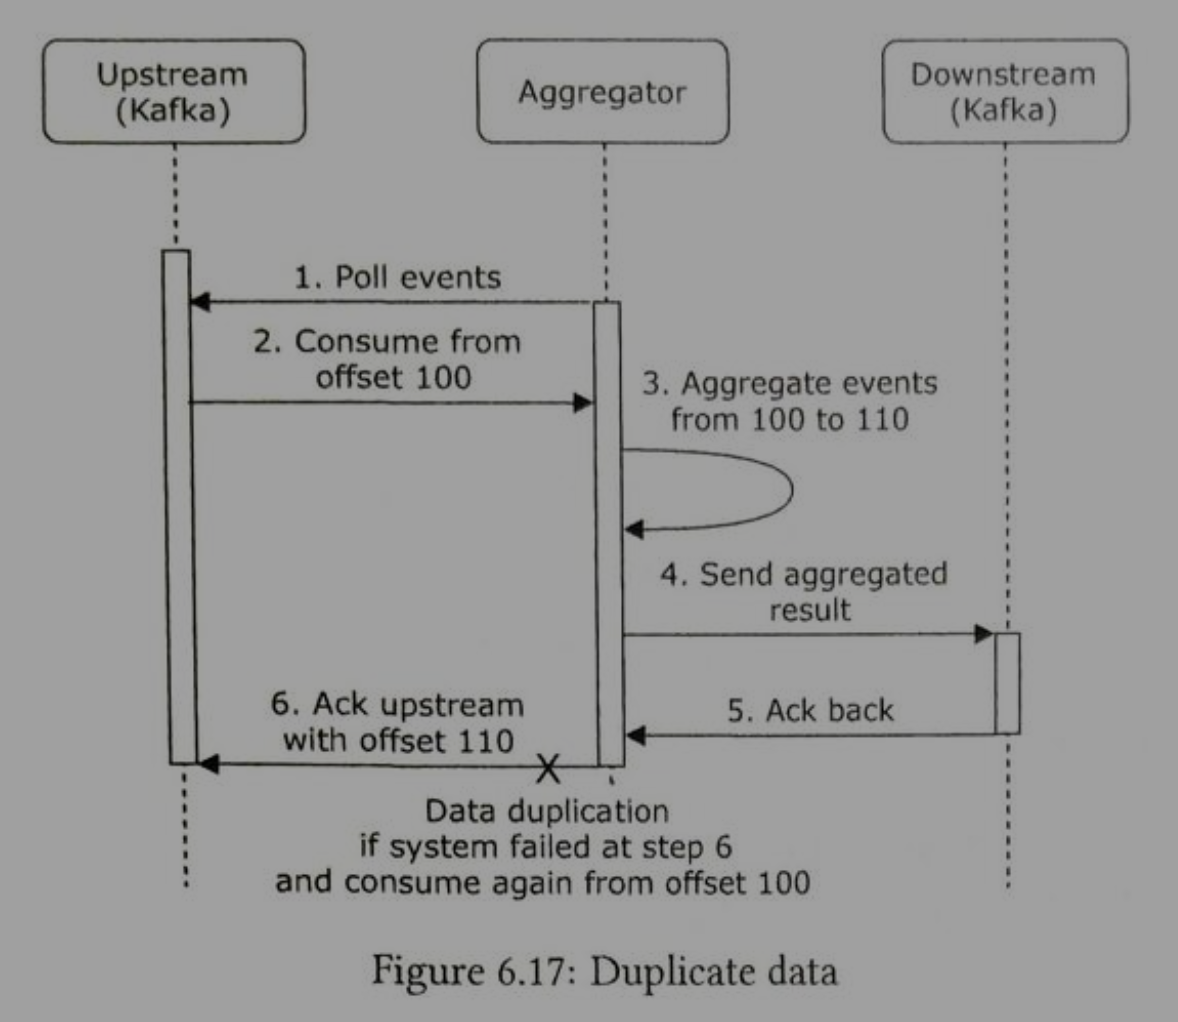 Upstream
(Kafka)
Aggregator
Downstream
(Kafka)
1. Poll events
2. Consume from
offset 100
3. Aggregate events
from 100 to 110
4. Send aggregated
result
5. Ack back
6. Ack upstream
with offset 110
X
Data duplication
if system failed at step 6
and consume again from offset 100
Figure 6.17: Duplicate data